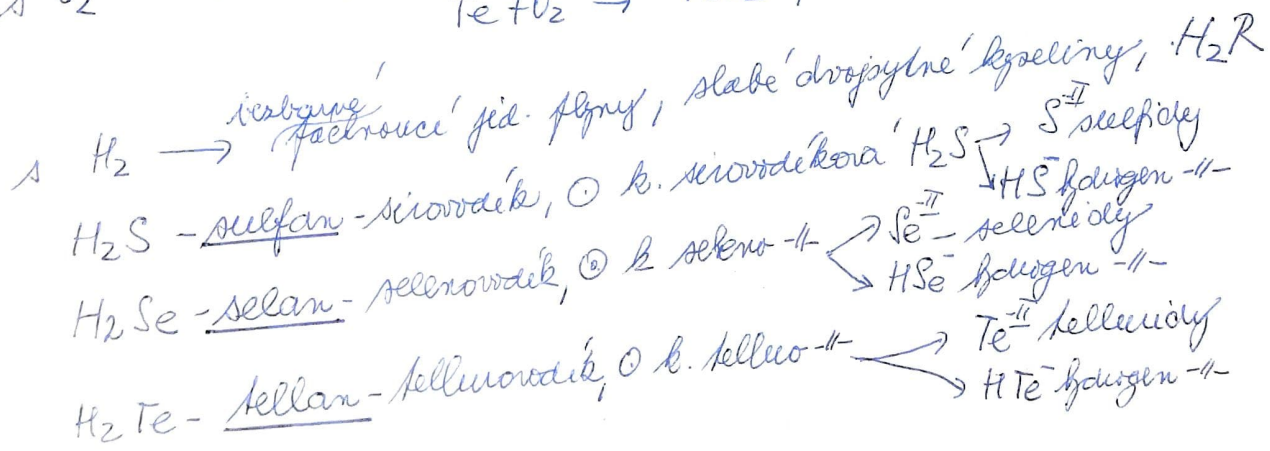 Te + O₂ →
bezbarvé
s H₂ → páchnoucí jed. plyny, slabé dvojsytné kyseliny, H₂R
H₂S - sulfan - sirovodík, ⊙ k. sirovodíková H₂S → S⁻ᴵᴵ sulfidy
↘ HS⁻ hydrogen -//-
H₂Se - selan - selenovodík, ⊙ k seleno -//- → Se⁻ᴵᴵ - selenidy
↘ HSe⁻ hydrogen -//-
H₂Te - tellan - tellurovodík, ⊙ k. telluro -//- → Te⁻ᴵᴵ telluridy
↘ HTe⁻ hydrogen -//-